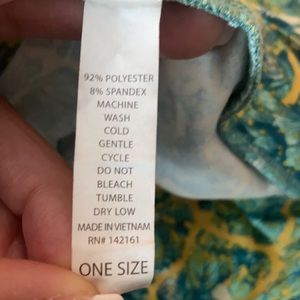 92% POLYESTER
8% SPANDEX
MACHINE
WASH
COLD
GENTLE
CYCLE
DO NOT
BLEACH
TUMBLE
DRY LOW
MADE IN VIETNAM
RN# 142161
ONE SIZE